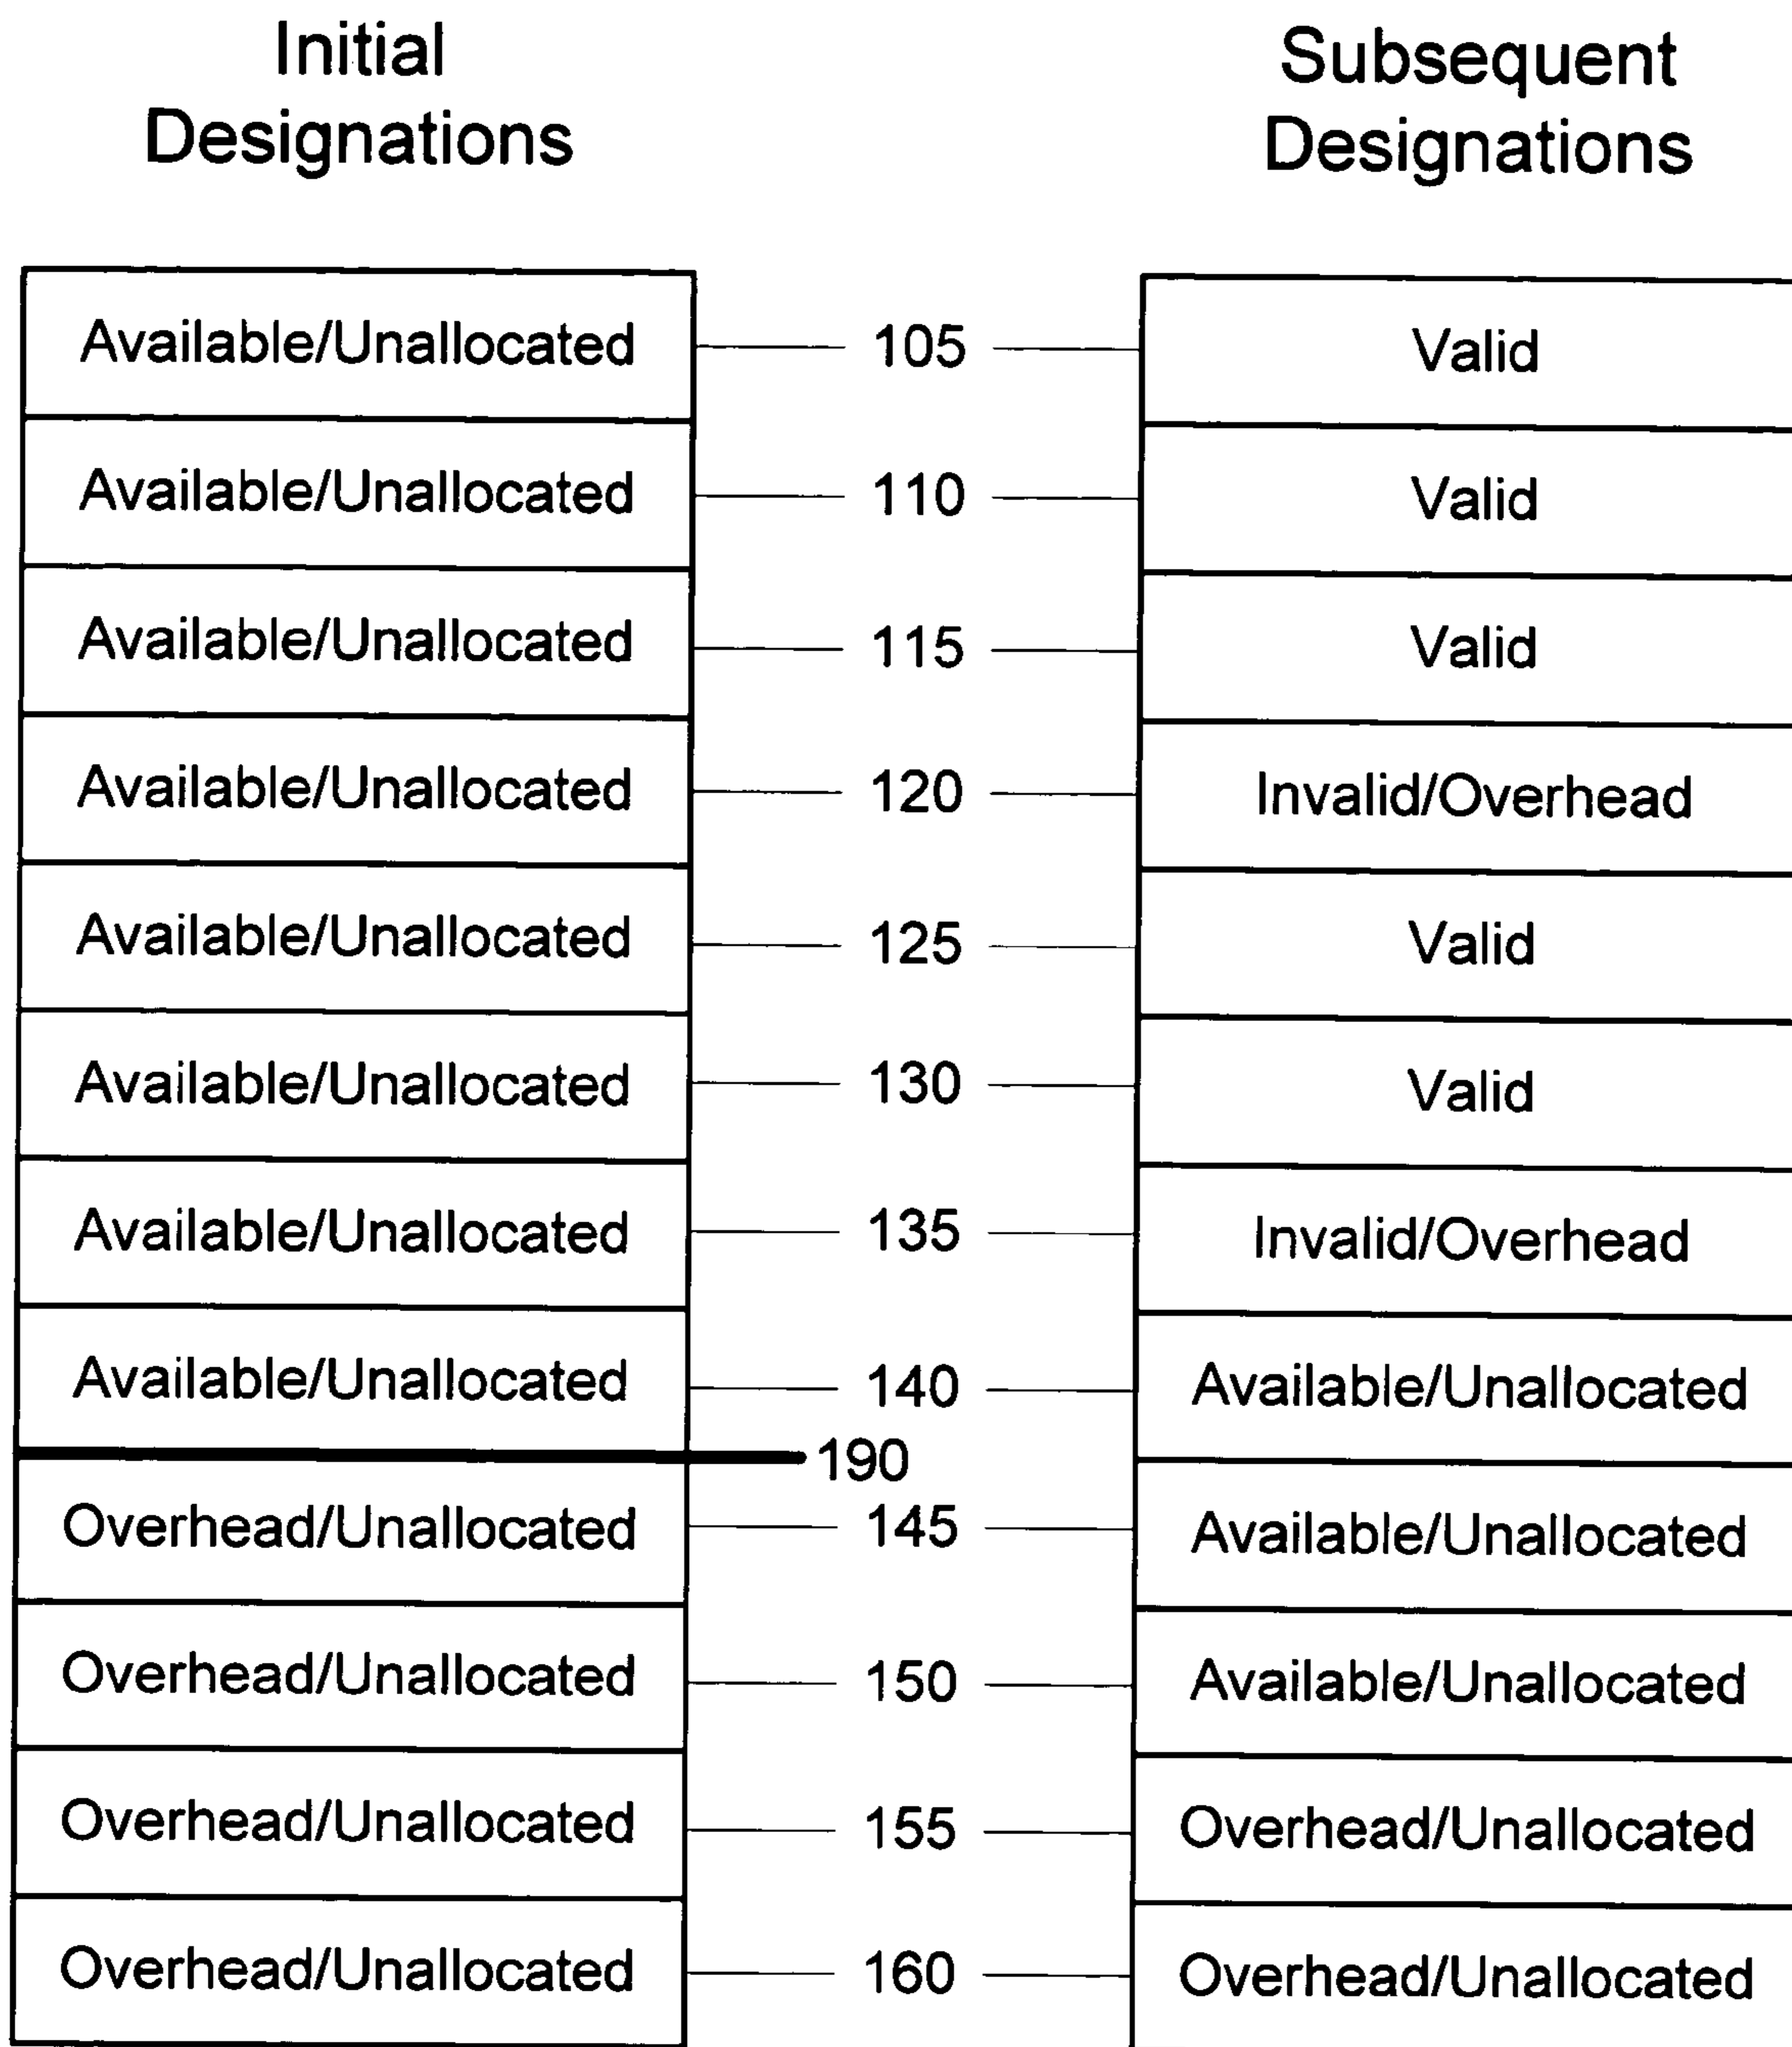 Initial
Designations
Subsequent
Designations
Available/Unallocated 105 Valid
Available/Unallocated 110 Valid
Available/Unallocated 115 Valid
Available/Unallocated 120 Invalid/Overhead
Available/Unallocated 125 Valid
Available/Unallocated 130 Valid
Available/Unallocated 135 Invalid/Overhead
Available/Unallocated 140 Available/Unallocated
190
Overhead/Unallocated 145 Available/Unallocated
Overhead/Unallocated 150 Available/Unallocated
Overhead/Unallocated 155 Overhead/Unallocated
Overhead/Unallocated 160 Overhead/Unallocated